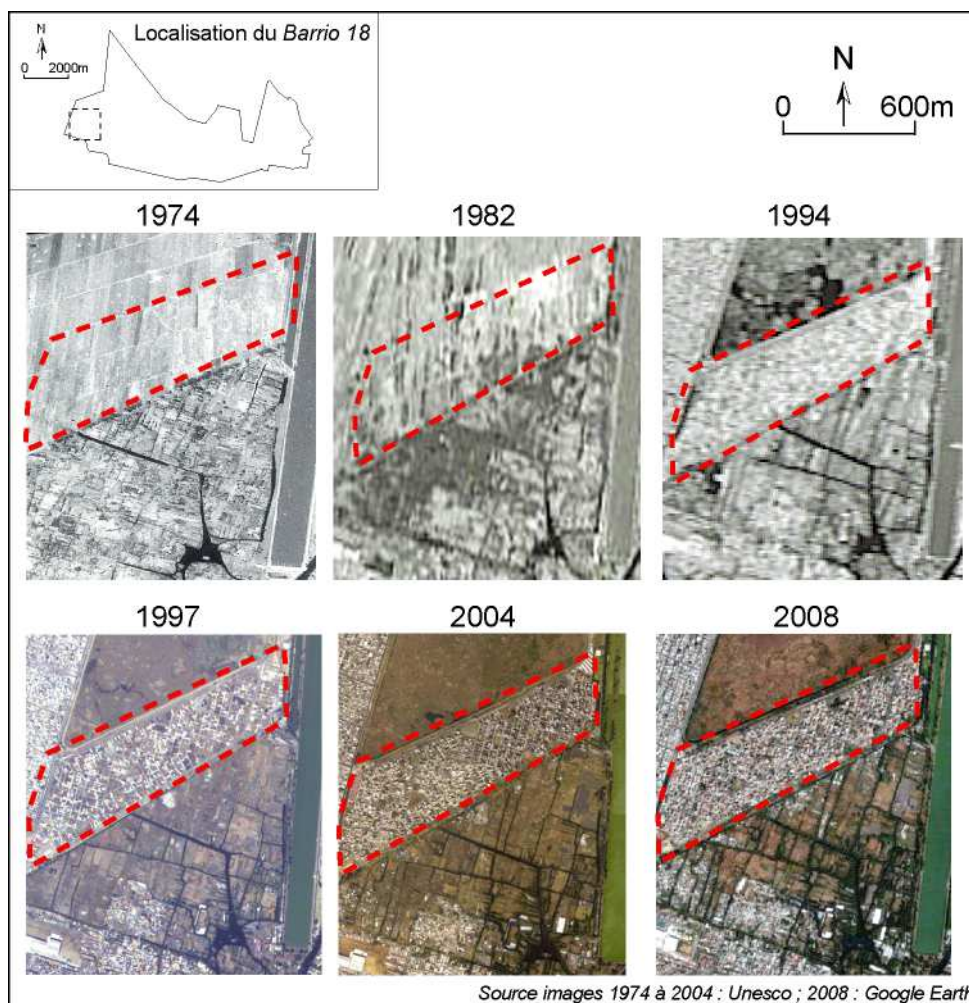 Localisation du Barrio 18
N
0 2000m
N
0 600m
1974 1982 1994
1997 2004 2008
Source images 1974 à 2004 : Unesco ; 2008 : Google Earth